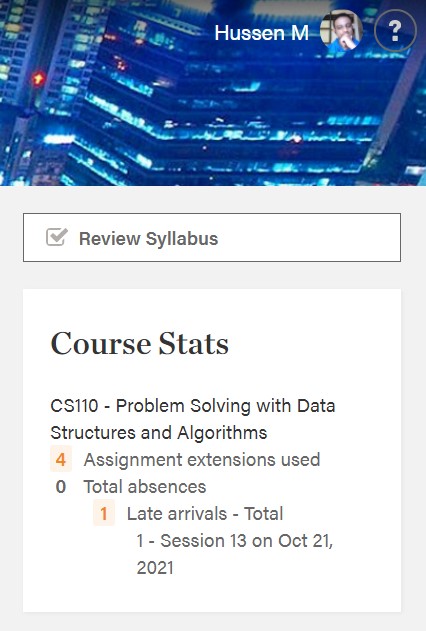 Hussen M
?
Review Syllabus
Course Stats
CS110 - Problem Solving with Data
Structures and Algorithms
4 Assignment extensions used
0 Total absences
1 Late arrivals - Total
1 - Session 13 on Oct 21,
2021